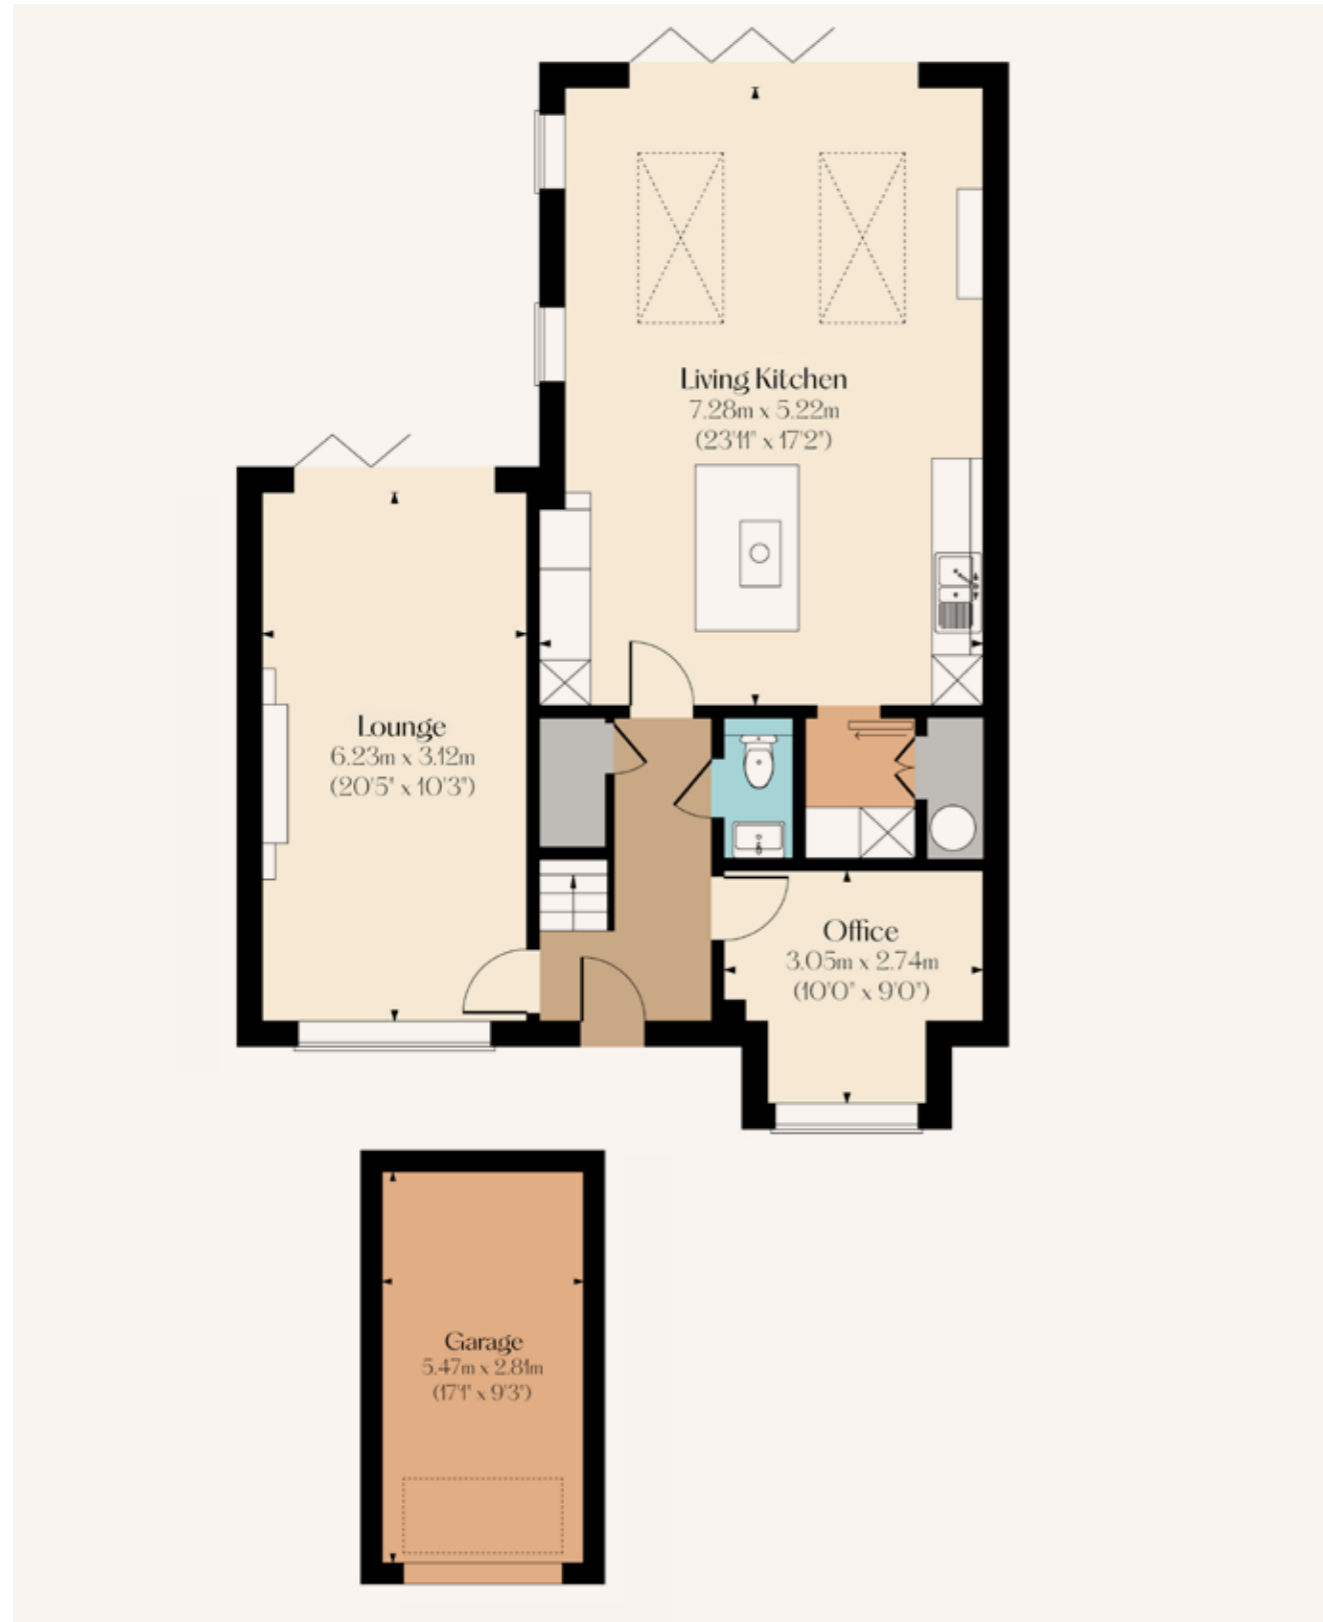 Living Kitchen
7.28m x 5.22m
(23'11" x 17'2")
Lounge
6.23m x 3.12m
(20'5" x 10'3")
Office
3.05m x 2.74m
(10'0" x 9'0")
Garage
5.47m x 2.81m
(17'1" x 9'3")